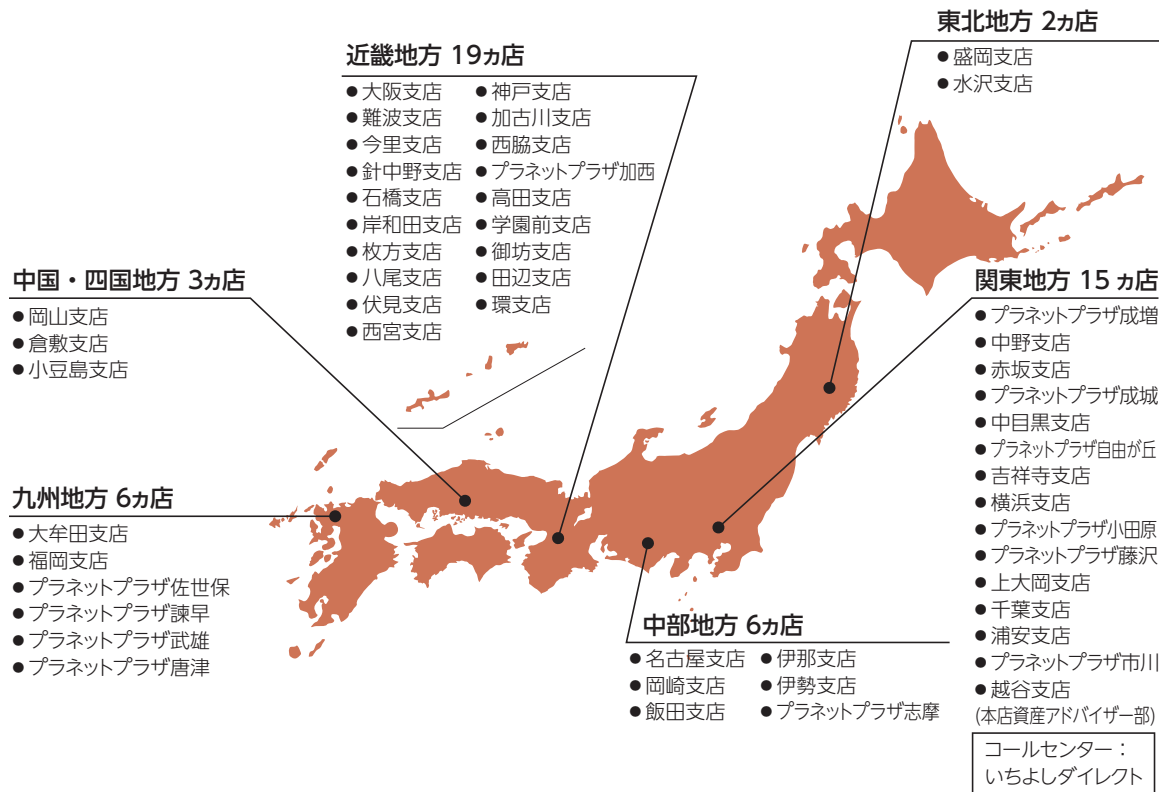 東北地方 2ヵ店
●盛岡支店
●水沢支店
近畿地方 19ヵ店
●大阪支店
●難波支店
●今里支店
●針中野支店
●石橋支店
●岸和田支店
●枚方支店
●八尾支店
●伏見支店
●西宮支店
●神戸支店
●加古川支店
●西脇支店
●プラネットプラザ加西
●高田支店
●学園前支店
●御坊支店
●田辺支店
●環支店
中国・四国地方 3ヵ店
●岡山支店
●倉敷支店
●小豆島支店
九州地方 6ヵ店
●大牟田支店
●福岡支店
●プラネットプラザ佐世保
●プラネットプラザ諫早
●プラネットプラザ武雄
●プラネットプラザ唐津
中部地方 6ヵ店
●名古屋支店
●岡崎支店
●飯田支店
●伊那支店
●伊勢支店
●プラネットプラザ志摩
関東地方 15ヵ店
●プラネットプラザ成増
●中野支店
●赤坂支店
●プラネットプラザ成城
●中目黒支店
●プラネットプラザ自由が丘
●吉祥寺支店
●横浜支店
●プラネットプラザ小田原
●プラネットプラザ藤沢
●上大岡支店
●千葉支店
●浦安支店
●プラネットプラザ市川
●越谷支店
(本店資産アドバイザー部)
コールセンター：
いちよしダイレクト